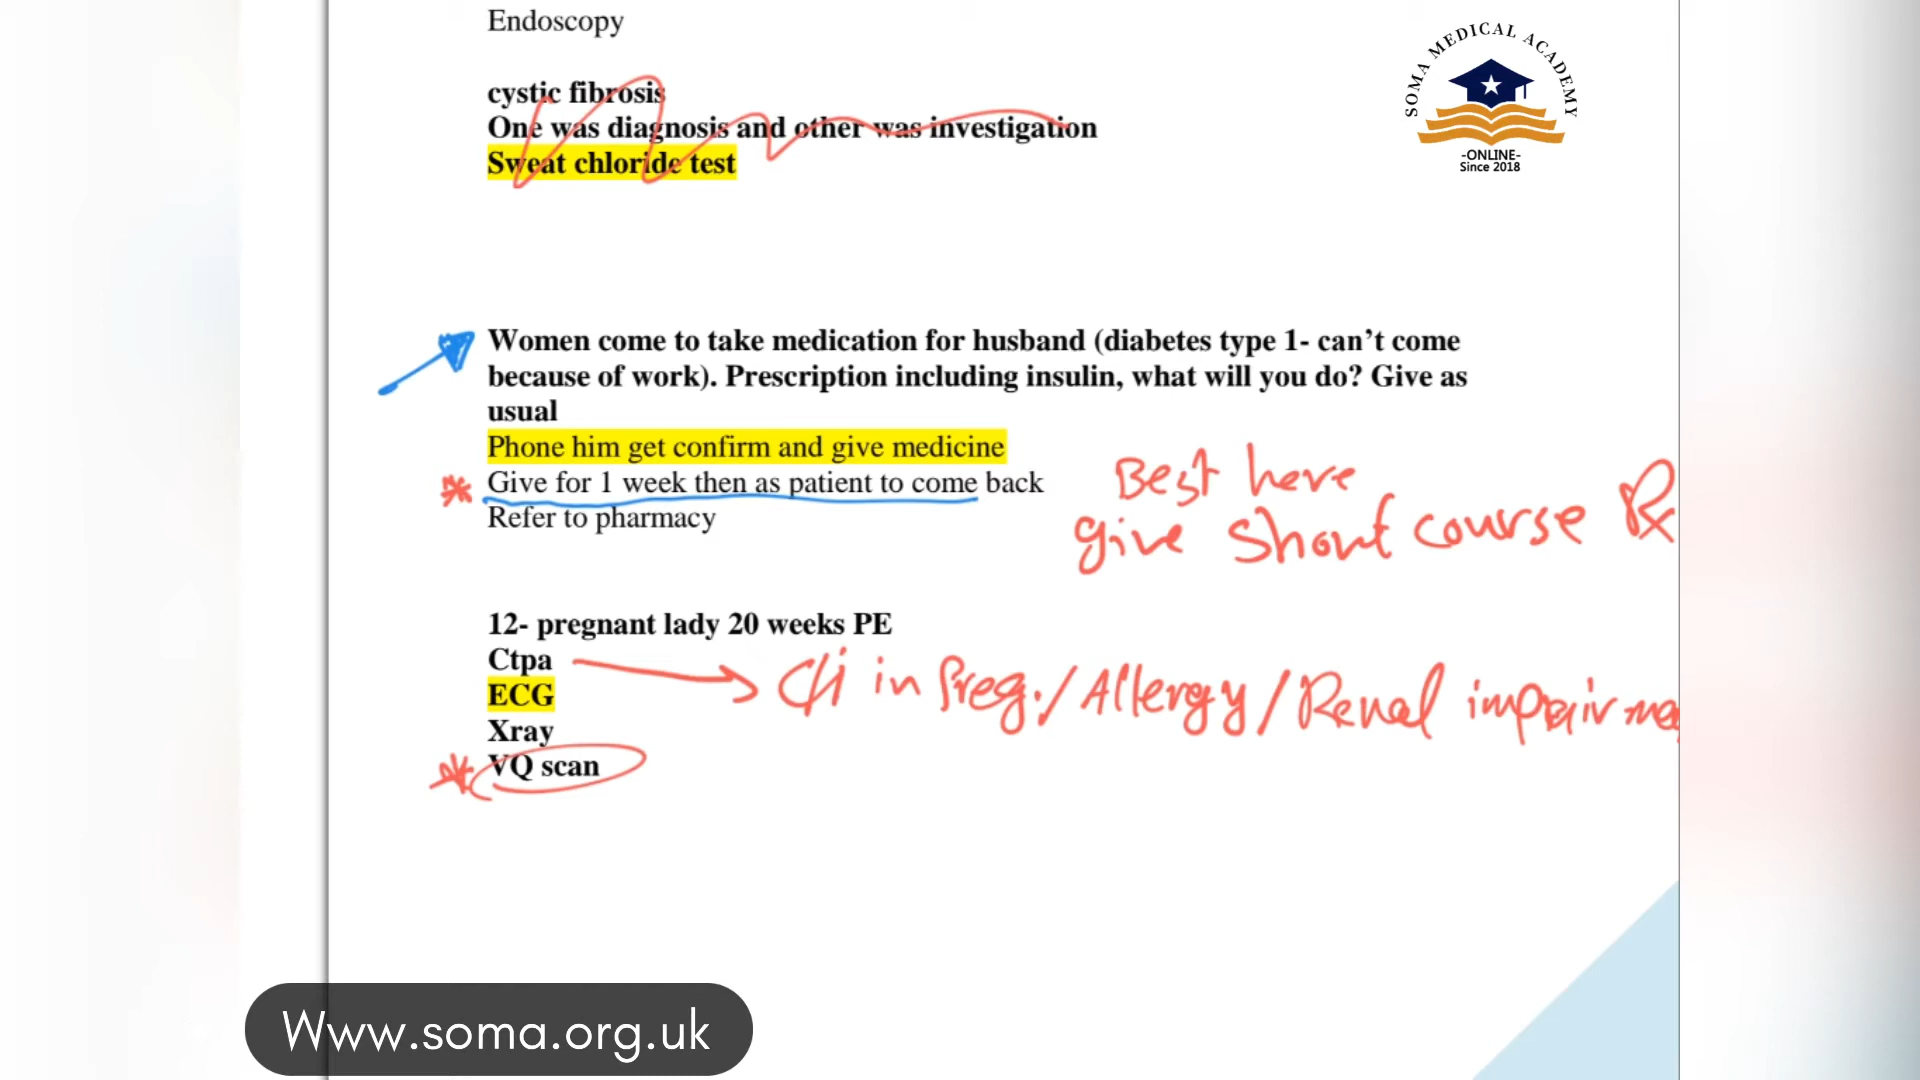 Endoscopy
SOMA MEDICAL ACADEMY
-ONLINE-
Since 2018
cystic fibrosis
One was diagnosis and other was investigation
Sweat chloride test
Women come to take medication for husband (diabetes type 1- can’t come
because of work). Prescription including insulin, what will you do? Give as
usual
Phone him get confirm and give medicine
Give for 1 week then as patient to come back
Refer to pharmacy
Best here
give short course Rx
12- pregnant lady 20 weeks PE
Ctpa
C/i in Preg./Allergy/Renal
ECG
Xray
VQ scan
Www.soma.org.uk